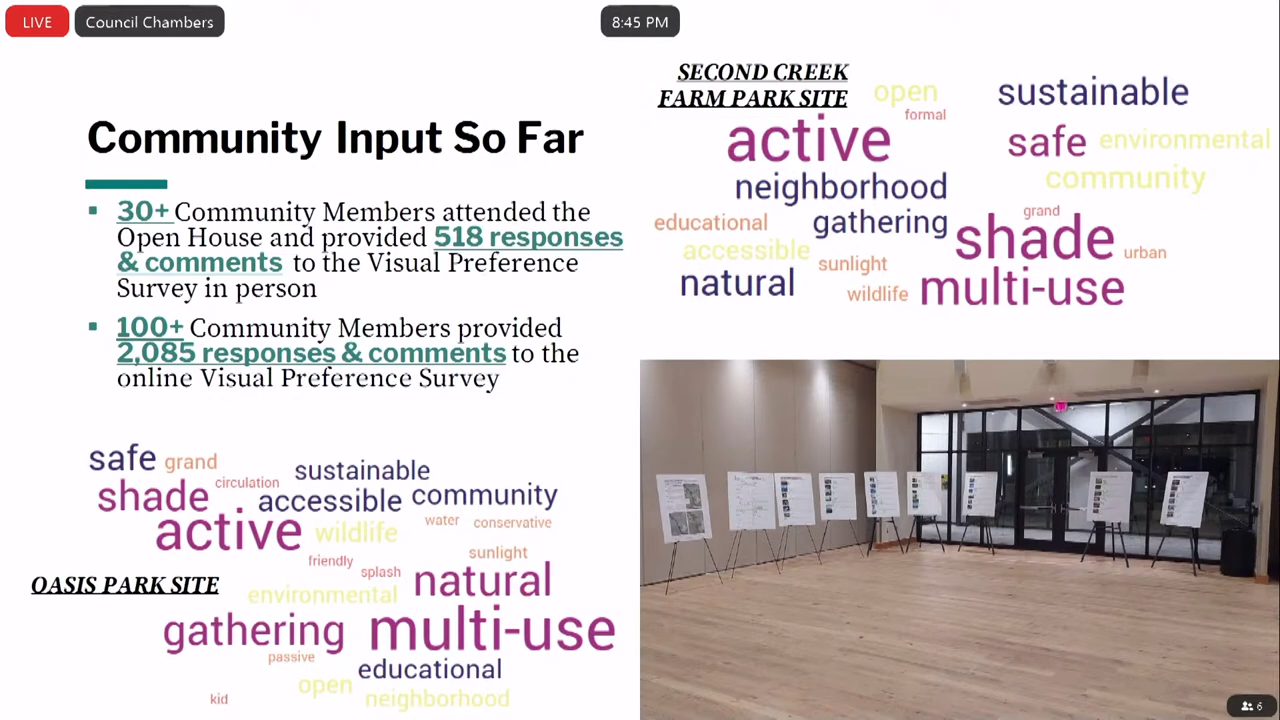 LIVE
Council Chambers
8:45 PM
Community Input So Far
30+ Community Members attended the
Open House and provided 518 responses
& comments to the Visual Preference
Survey in person
100+ Community Members provided
2,085 responses & comments to the
online Visual Preference Survey
SECOND CREEK
FARM PARK SITE
open
sustainable
formal
active
safe
environmental
community
neighborhood
grand
educational
gathering
shade
accessible
urban
sunlight
natural
wildlife
multi-use
safe
grand
sustainable
circulation
shade
accessible
community
active
wildlife
water
conservative
sunlight
friendly
splash
natural
OASIS PARK SITE
environmental
gathering
multi-use
passive
educational
open
neighborhood
kid
6